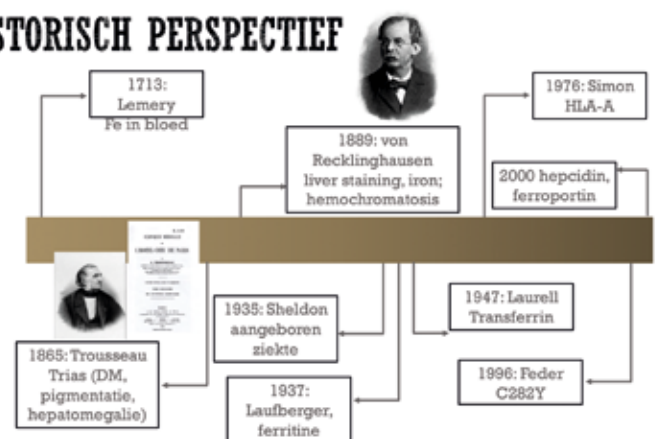 STORISCH PERSPECTIEF
1713:
Lemery
Fe in bloed
1889: von
Recklinghausen
liver staining, iron;
hemochromatosis
1976: Simon
HLA-A
2000 hepcidin,
ferroportin
1865: Trousseau
Trias (DM,
pigmentatie,
hepatomegalie)
1935: Sheldon
aangeboren
ziekte
1937:
Laufberger,
ferritine
1947: Laurell
Transferrin
1996: Feder
C282Y